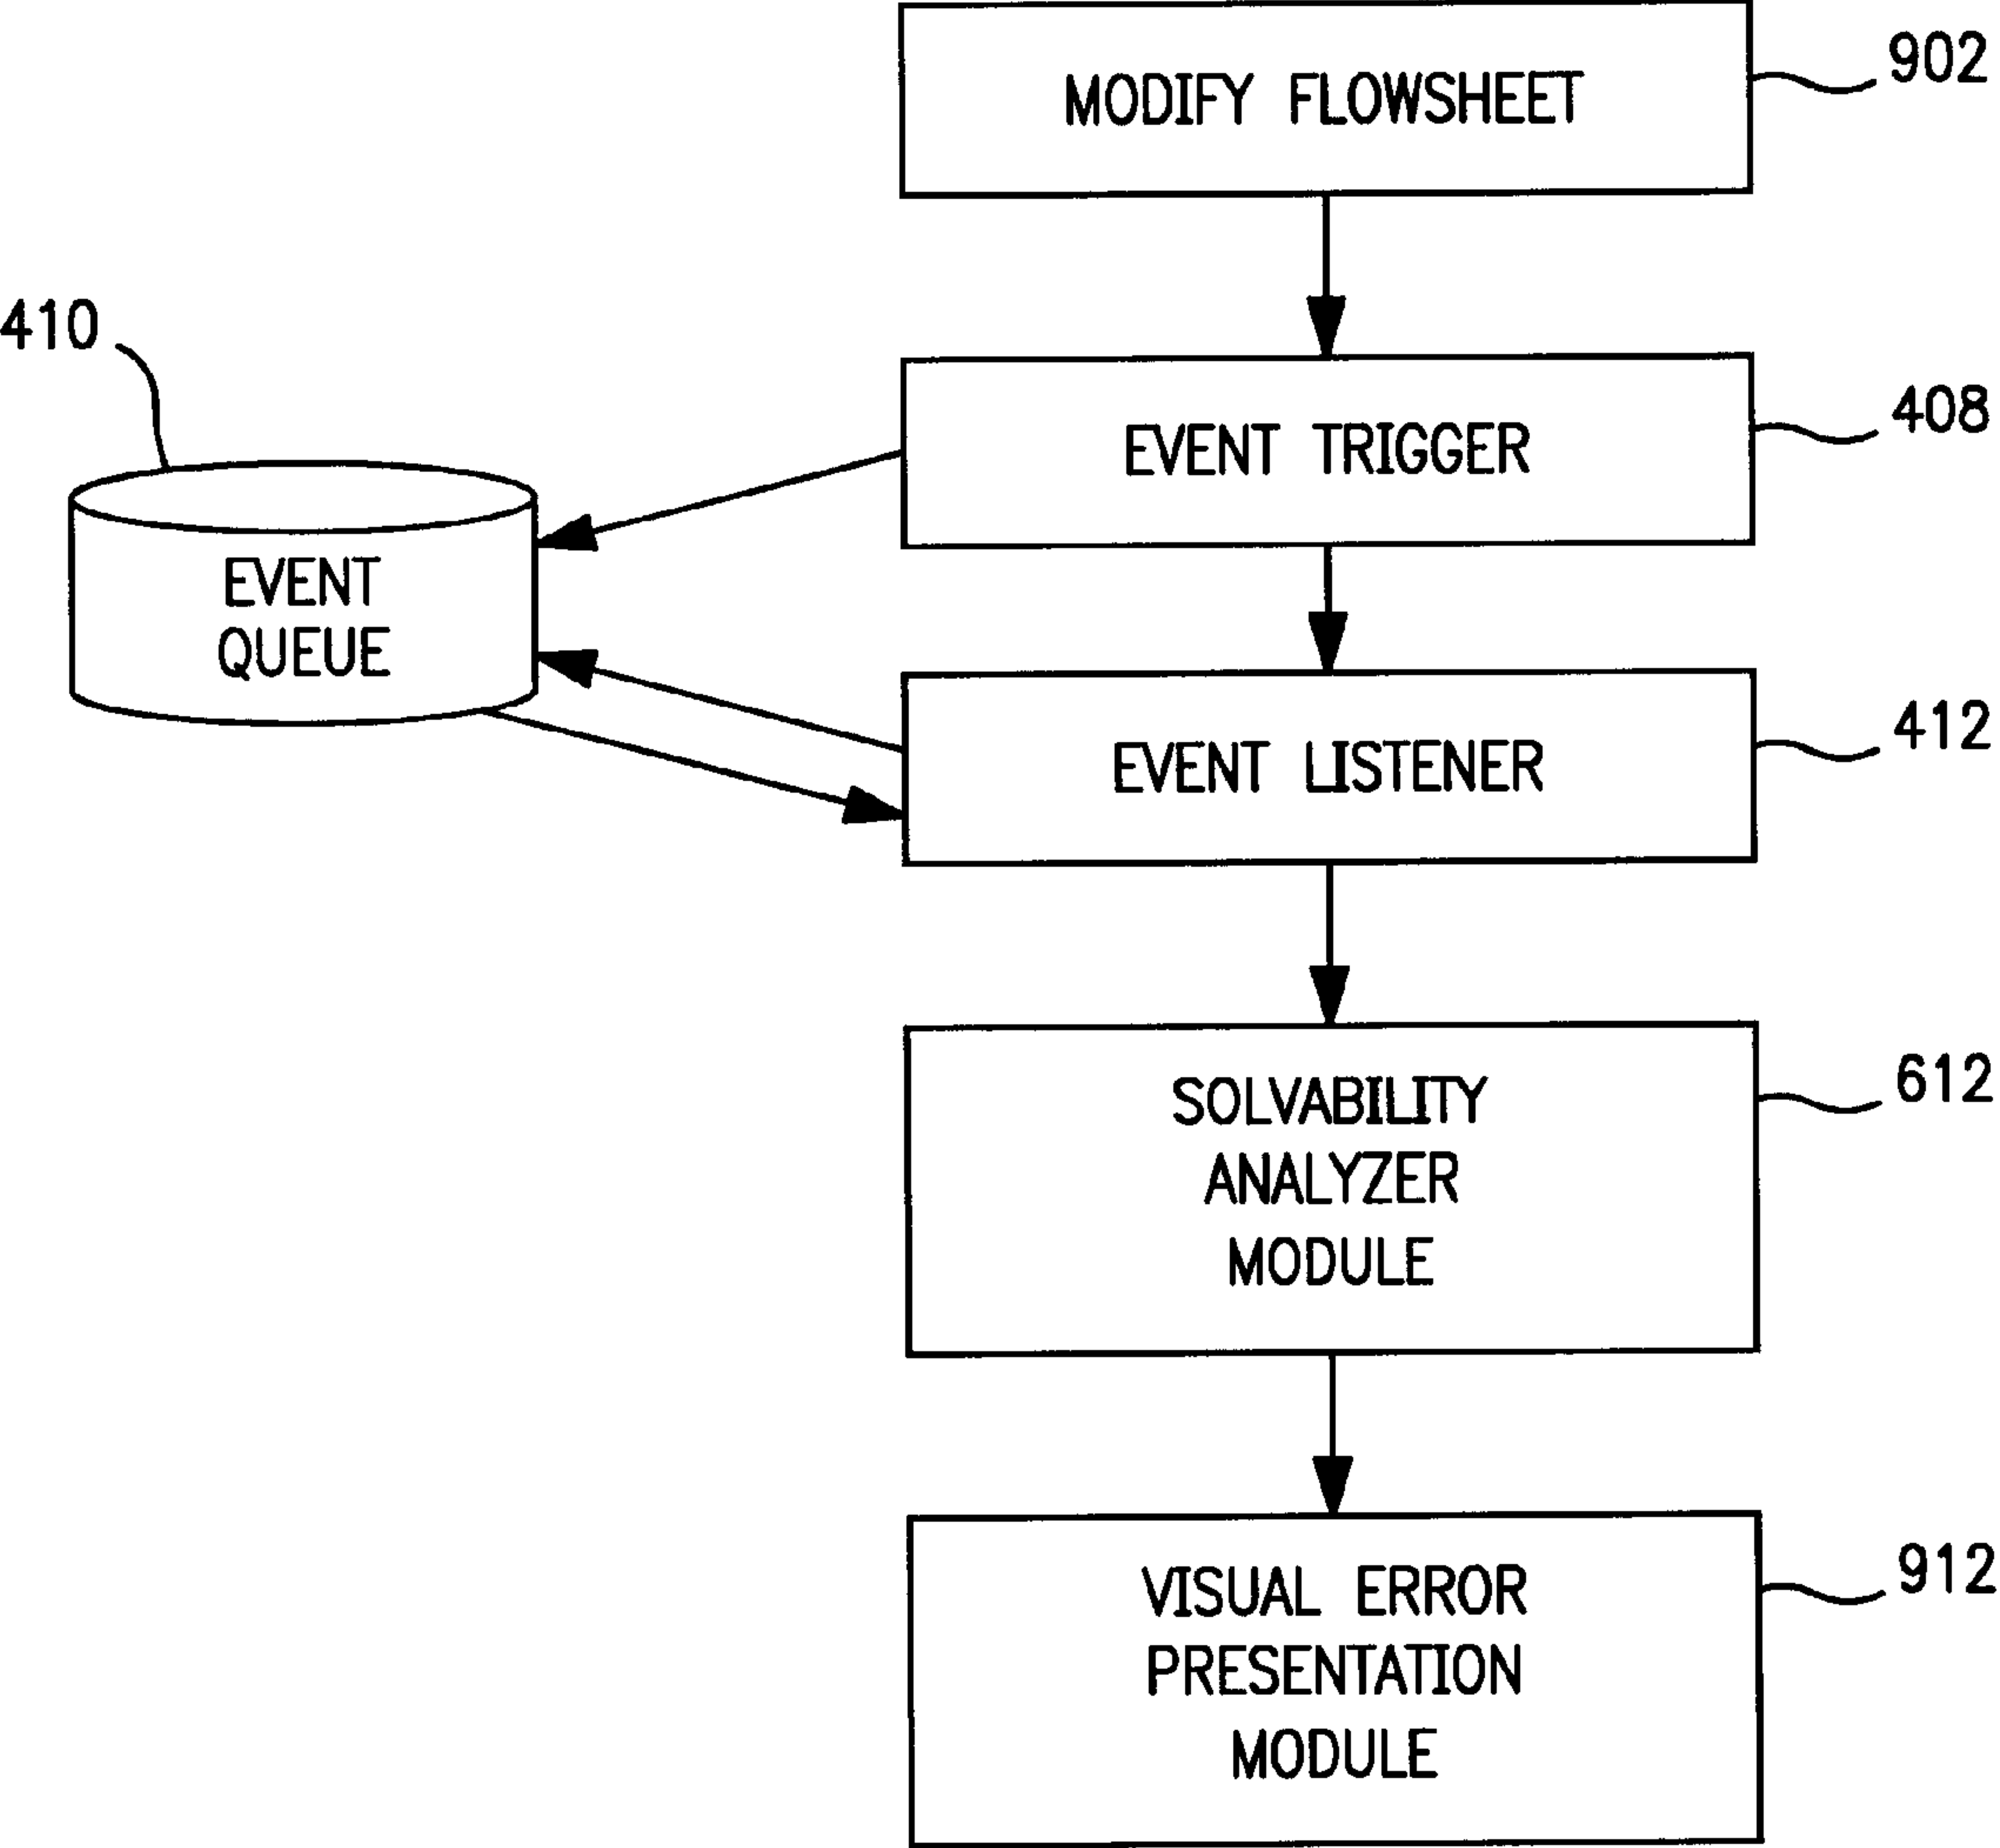 MODIFY FLOWSHEET
902
410
EVENT TRIGGER
408
EVENT
QUEUE
EVENT LISTENER
412
SOLVABILITY
ANALYZER
MODULE
612
VISUAL ERROR
PRESENTATION
MODULE
912